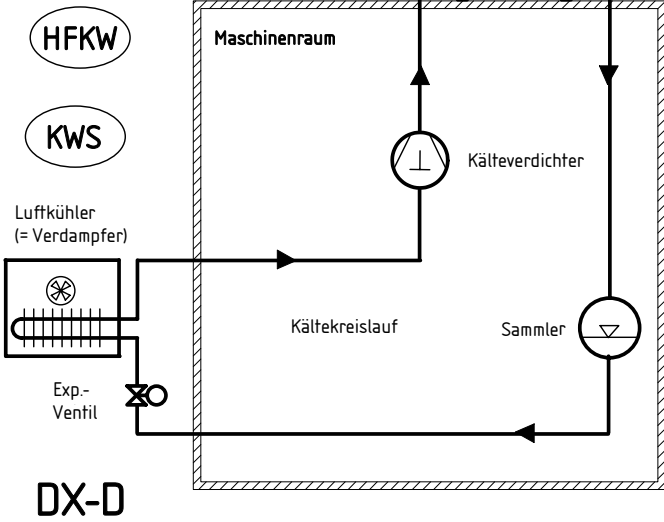 HFKW
Maschinenraum
KWS
Kälteverdichter
Luftkühler
(= Verdampfer)
Kältekreislauf
Sammler
Exp.-
Ventil
DX-D